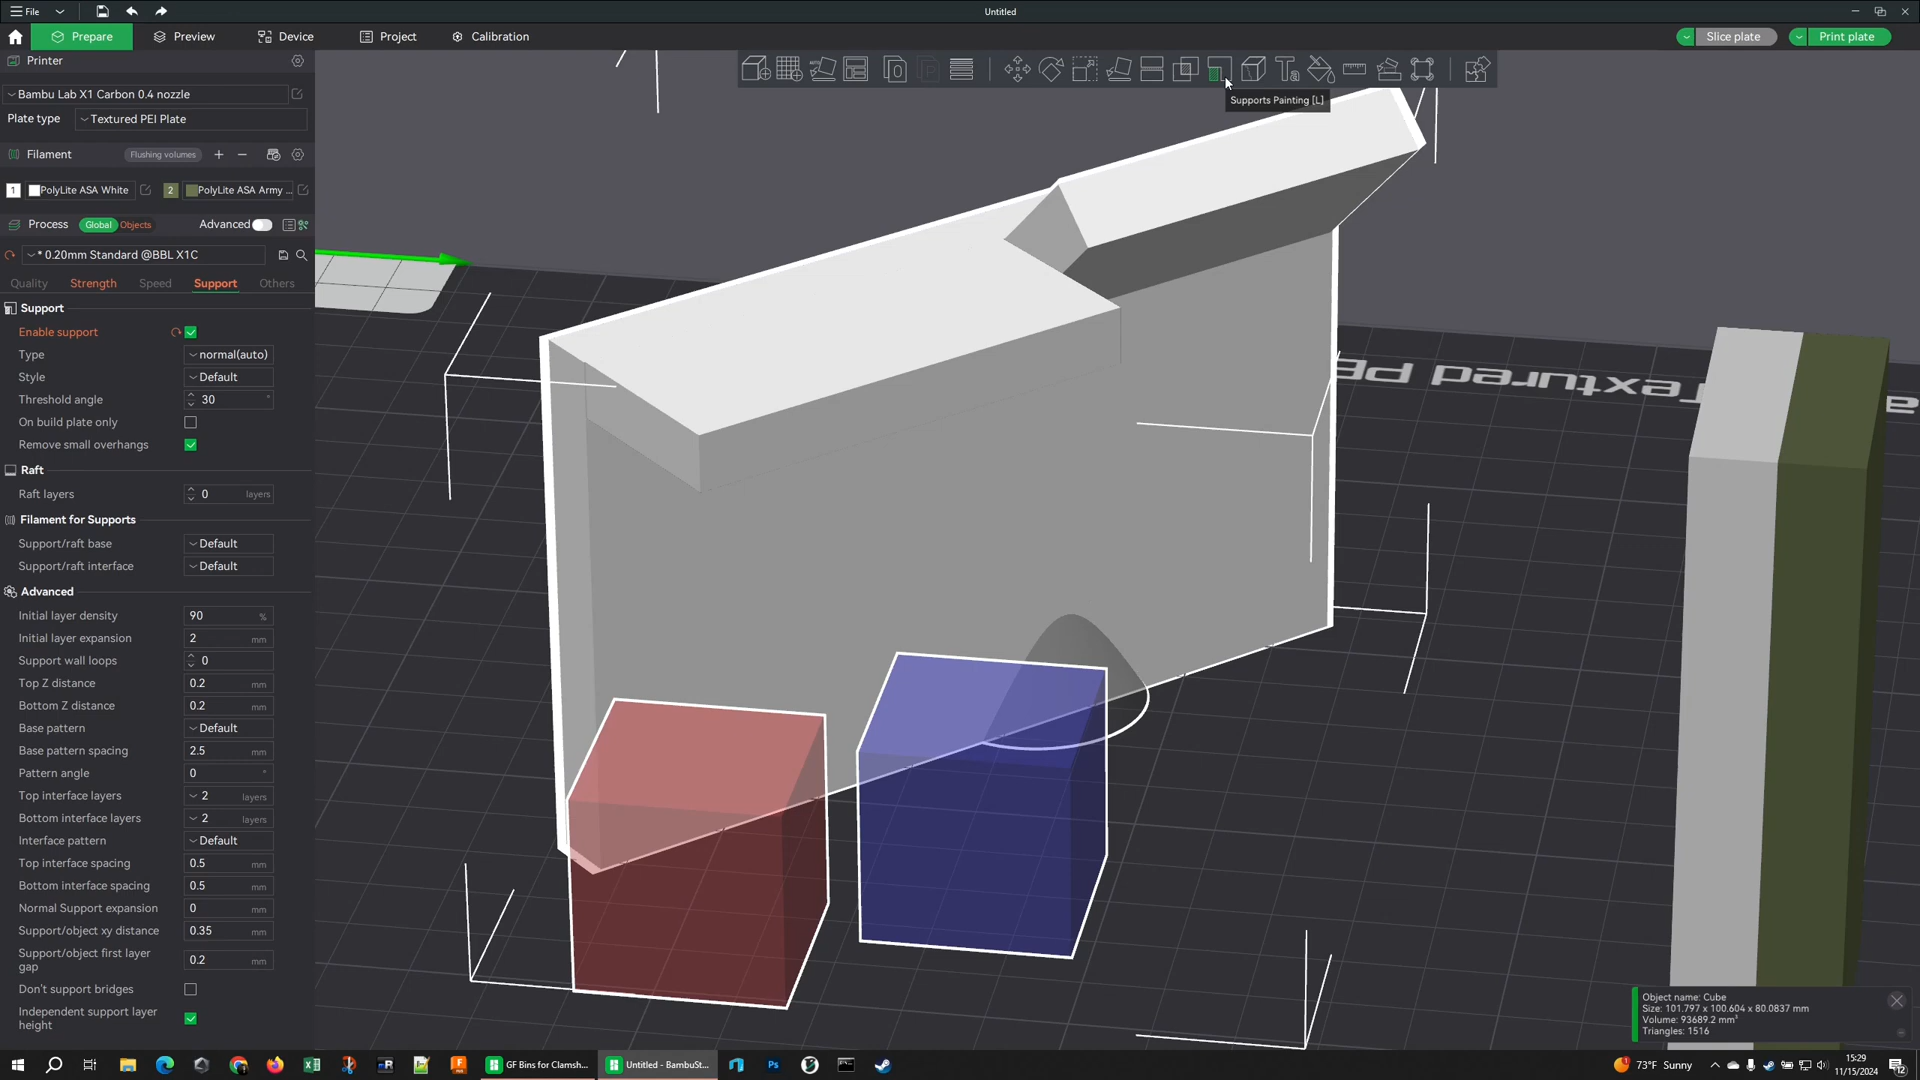 File
Untitled
Prepare
Preview
Device
Project
Calibration
Slice plate
Print plate
Printer
Bambu Lab X1 Carbon 0.4 nozzle
Plate type
Textured PEI Plate
Supports Painting [L]
Filament
Flushing volumes
1
PolyLite ASA White
2
PolyLite ASA Army ...
Process
Global
Objects
Advanced
* 0.20mm Standard @BBL X1C
Quality
Strength
Speed
Support
Others
Support
Enable support
Type
normal(auto)
Style
Default
Threshold angle
30
°
On build plate only
Remove small overhangs
Raft
Raft layers
0
layers
Filament for Supports
Support/raft base
Default
Support/raft interface
Default
Advanced
Initial layer density
90
%
Initial layer expansion
2
mm
Support wall loops
0
Top Z distance
0.2
mm
Bottom Z distance
0.2
mm
Base pattern
Default
Base pattern spacing
2.5
mm
Pattern angle
0
°
Top interface layers
2
layers
Bottom interface layers
2
layers
Interface pattern
Default
Top interface spacing
0.5
mm
Bottom interface spacing
0.5
mm
Normal Support expansion
0
mm
Support/object xy distance
0.35
mm
Support/object first layer
gap
0.2
mm
Don't support bridges
Independent support layer
height
Object name: Cube
Size: 101.797 x 100.604 x 80.0837 mm
Volume: 93689.2 mm³
Triangles: 1516
GF Bins for Clamsh...
Untitled - BambuSt...
Ps
73°F Sunny
15:29
11/15/2024